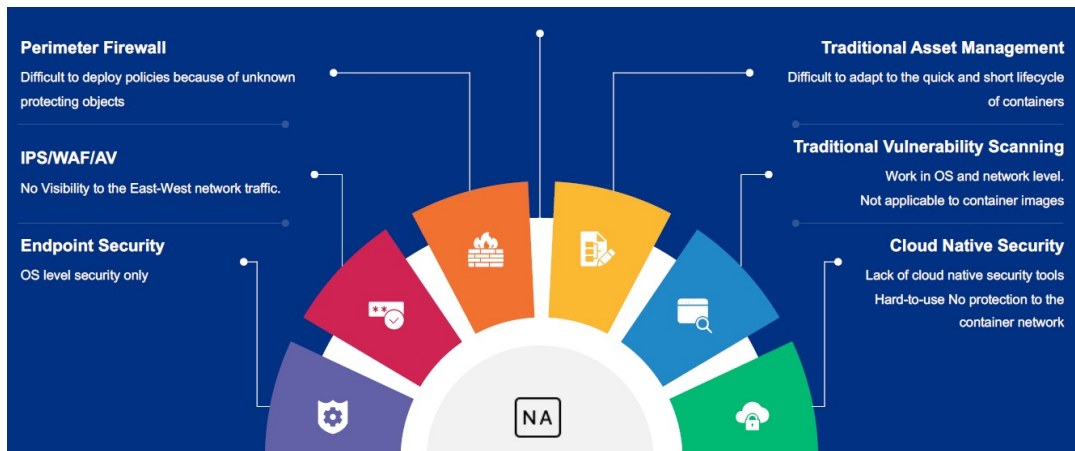 Perimeter Firewall
Difficult to deploy policies because of unknown
protecting objects
IPS/WAF/AV
No Visibility to the East-West network traffic.
Endpoint Security
OS level security only
Traditional Asset Management
Difficult to adapt to the quick and short lifecycle
of containers
Traditional Vulnerability Scanning
Work in OS and network level.
Not applicable to container images
Cloud Native Security
Lack of cloud native security tools
Hard-to-use No protection to the
container network
**
NA